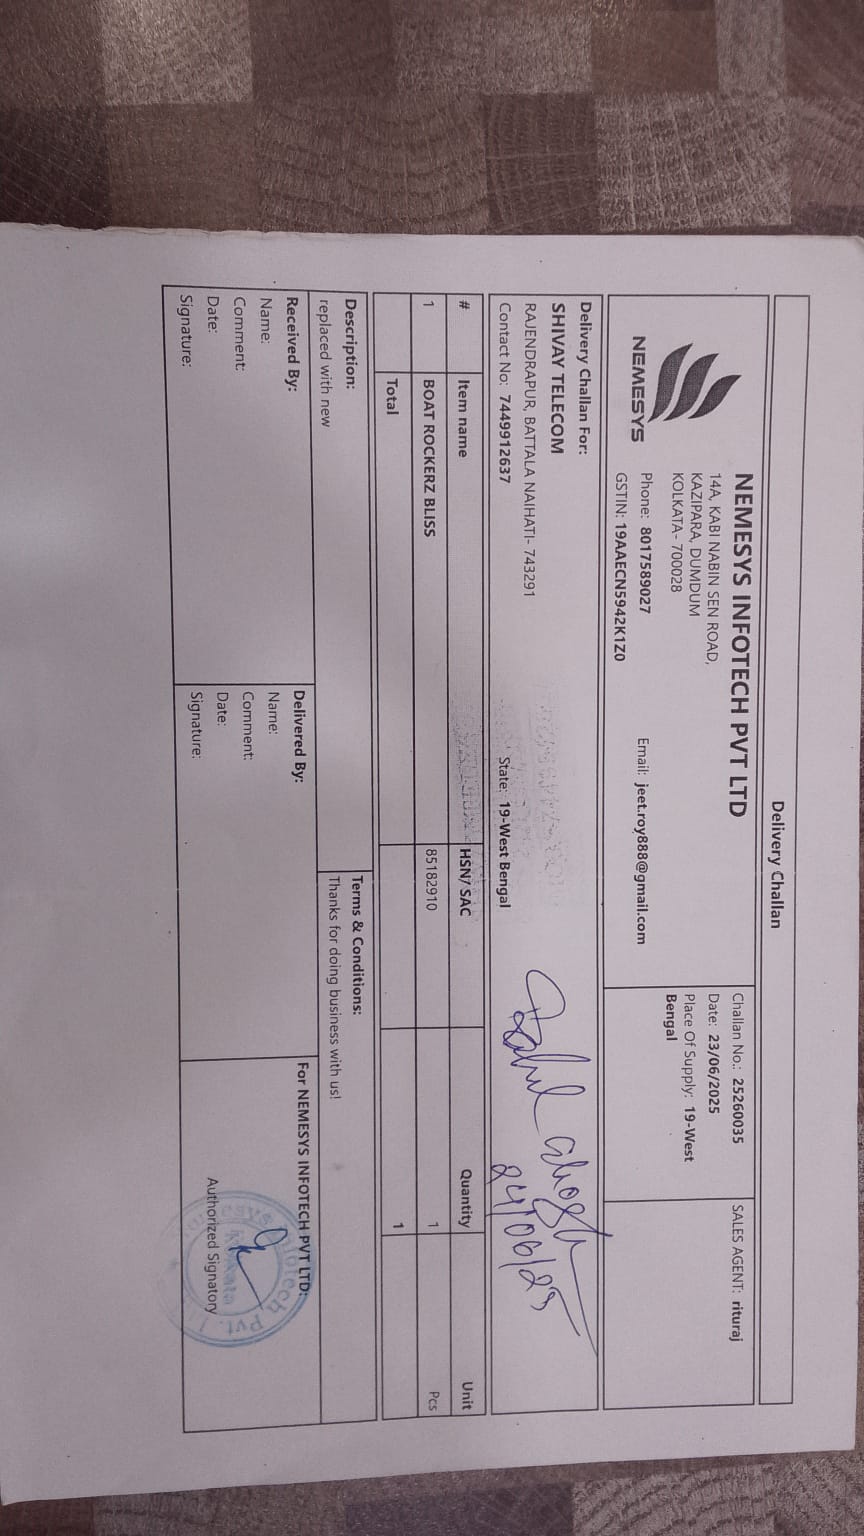 Delivery Challan
NEMESYS
NEMESYS INFOTECH PVT LTD
14A, KABI NABIN SEN ROAD,
KAZIPARA, DUMDUM
KOLKATA - 700028
Phone: 8017589027 Email: jeet.roy888@gmail.com
GSTIN: 19AAECN5942K1Z0
Challan No.: 25260035
Date: 23/06/2025
Place Of Supply: 19-West
Bengal
SALES AGENT: rituraj
Delivery Challan For:
SHIVAY TELECOM
RAJENDRAPUR, BATTALA NAIHATI- 743291
Contact No: 7449912637 State: 19-West Bengal
Rahul Ghosh
24/06/25
# Item name HSN/ SAC Quantity Unit
1 BOAT ROCKERZ BLISS 85182910 1 Pcs
Total 1
Description:
replaced with new
Terms & Conditions:
Thanks for doing business with us!
Received By:
Name:
Comment:
Date:
Signature:
Delivered By:
Name:
Comment:
Date:
Signature:
For NEMESYS INFOTECH PVT LTD:
Authorized Signatory
Nemesys Infotech Pvt. Ltd.
Kolkata